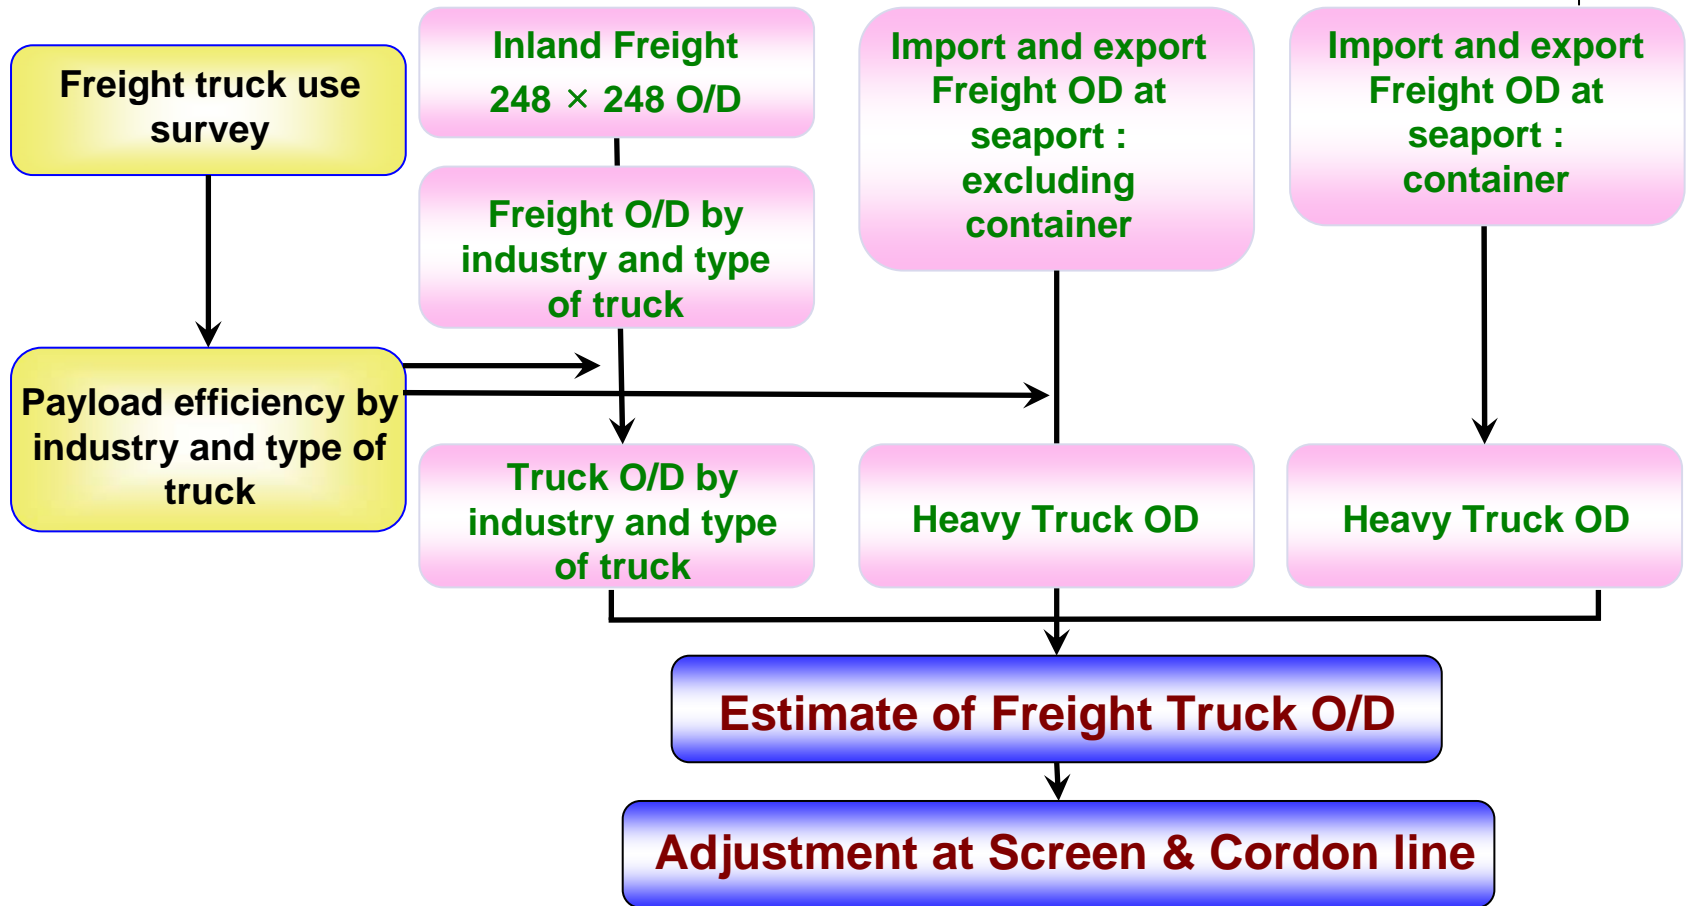 Freight truck use
survey
Inland Freight
248 × 248 O/D
Import and export
Freight OD at
seaport :
excluding
container
Import and export
Freight OD at
seaport :
container
Freight O/D by
industry and type
of truck
Payload efficiency by
industry and type of
truck
Truck O/D by
industry and type
of truck
Heavy Truck OD
Heavy Truck OD
Estimate of Freight Truck O/D
Adjustment at Screen & Cordon line